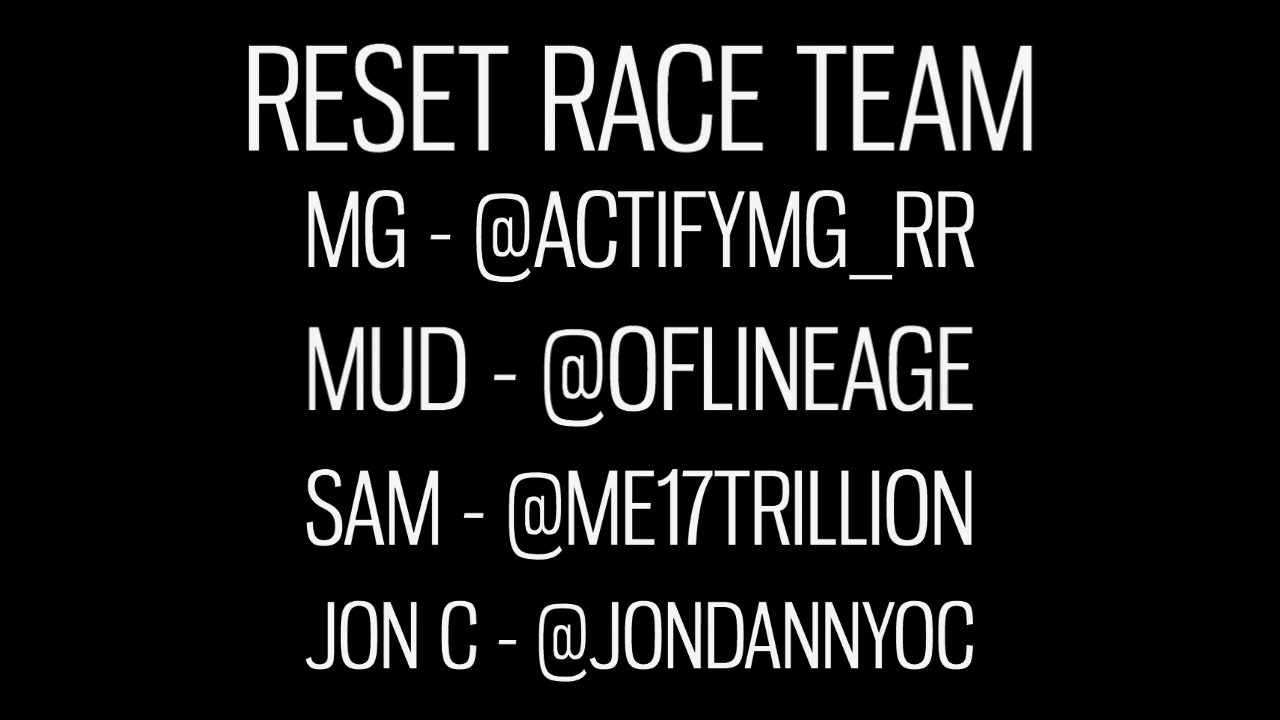 RESET RACE TEAM
MG - @ACTIFYMG_RR
MUD - @OFLINEAGE
SAM - @ME17TRILLION
JON C - @JONDANNYOC